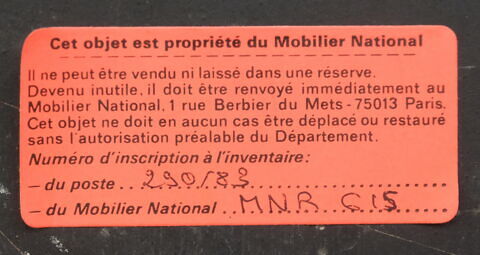 Cet objet est propriété du Mobilier National
Il ne peut être vendu ni laissé dans une réserve.
Devenu inutile, il doit être renvoyé immédiatement au
Mobilier National, 1 rue Berbier du Mets - 75013 Paris.
Cet objet ne doit en aucun cas être déplacé ou restauré
sans l'autorisation préalable du Département.
Numéro d'inscription à l'inventaire:
– du poste .. 290/83
– du Mobilier National .. MNR 615